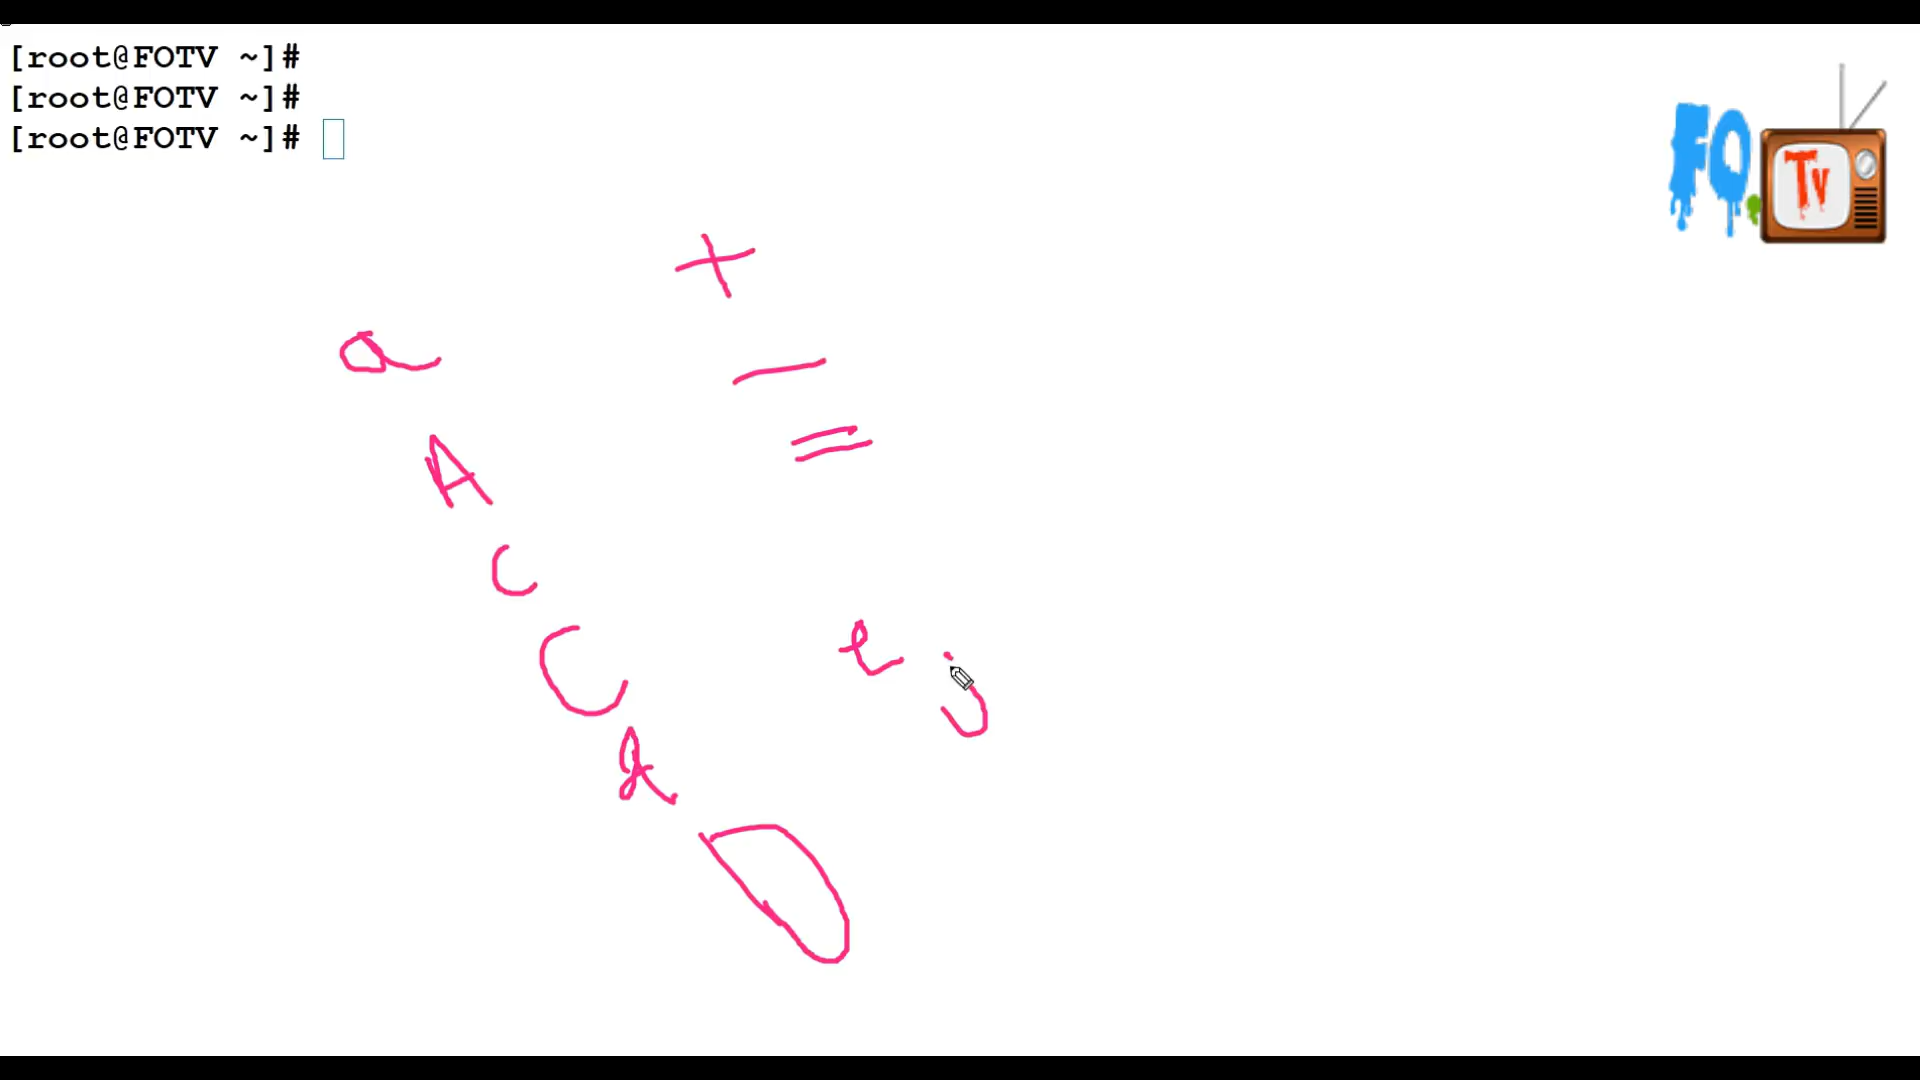 [root@FOTV ~]#
[root@FOTV ~]#
[root@FOTV ~]#
FO.Tv
+
a
-
=
A
c
C
e j
d
D